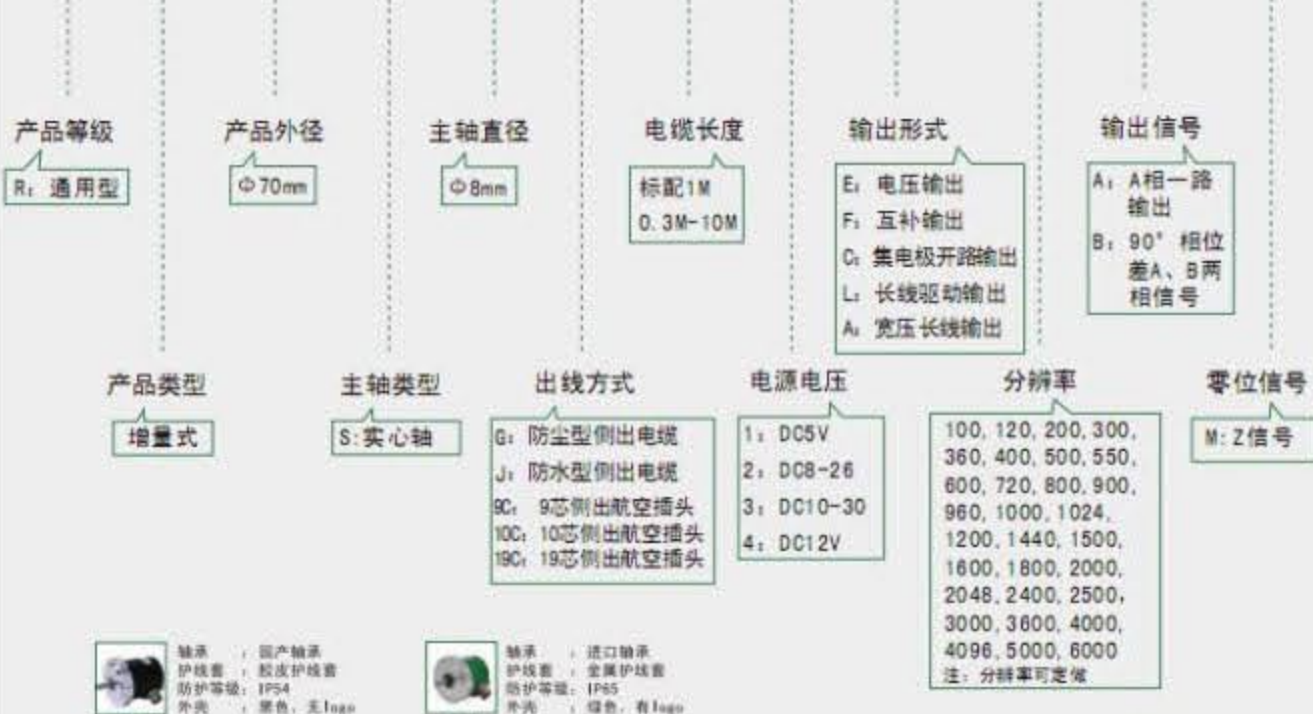 产品等级
R: 通用型
产品外径
Φ70mm
主轴直径
Φ8mm
电缆长度
标配1M
0.3M-10M
输出形式
E: 电压输出
F: 互补输出
C: 集电极开路输出
L: 长线驱动输出
A: 宽压长线输出
输出信号
A: A相一路
输出
B: 90°相位
差A、B两
相信号
产品类型
增量式
主轴类型
S:实心轴
出线方式
G: 防尘型侧出电缆
J: 防水型侧出电缆
9C: 9芯侧出航空插头
10C: 10芯侧出航空插头
19C: 19芯侧出航空插头
电源电压
1: DC5V
2: DC8-26
3: DC10-30
4: DC12V
分辨率
100, 120, 200, 300,
360, 400, 500, 550,
600, 720, 800, 900,
960, 1000, 1024,
1200, 1440, 1500,
1600, 1800, 2000,
2048, 2400, 2500,
3000, 3600, 4000,
4096, 5000, 6000
注: 分辨率可定做
零位信号
M: Z信号
轴承 : 国产轴承
护线套 : 胶皮护线套
防护等级: IP54
外壳 : 黑色, 无logo
轴承 : 进口轴承
护线套 : 金属护线套
防护等级: IP65
外壳 : 绿色, 有logo